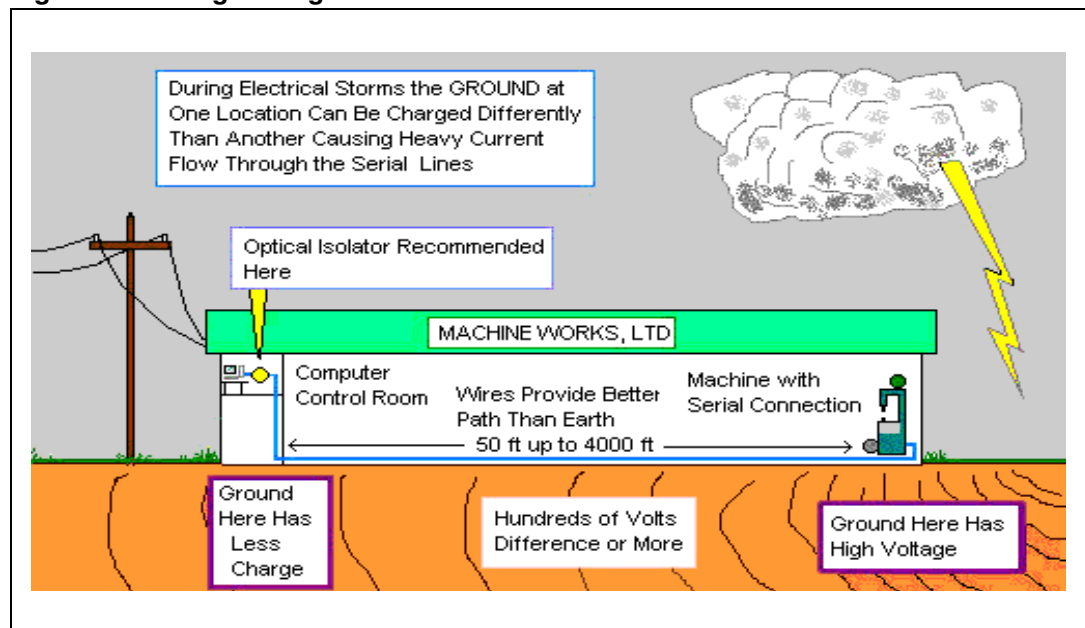 During Electrical Storms the GROUND at
One Location Can Be Charged Differently
Than Another Causing Heavy Current
Flow Through the Serial Lines
Optical Isolator Recommended
Here
MACHINE WORKS, LTD
Computer
Control Room
Wires Provide Better
Path Than Earth
50 ft up to 4000 ft
Machine with
Serial Connection
Ground
Here Has
Less
Charge
Hundreds of Volts
Difference or More
Ground Here Has
High Voltage